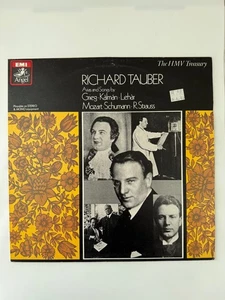 EMI
Angel
The HMV Treasury
RICHARD TAUBER
Arias and Songs by
Grieg·Kálmán·Lehár
Mozart·Schumann·R.Strauss